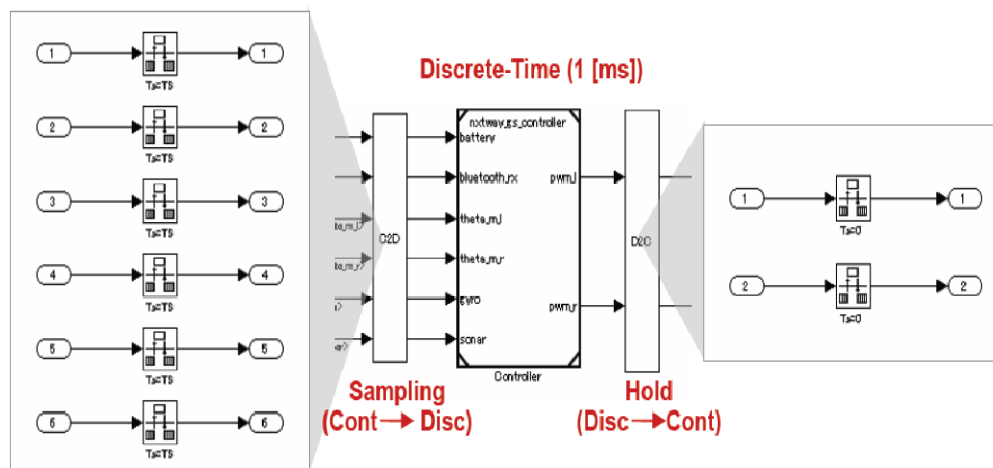 1
1
Ts=TS
2
2
Ts=TS
3
3
Ts=TS
4
4
Ts=TS
5
5
Ts=TS
6
6
Ts=TS
Discrete-Time (1 [ms])
C2D
nxtway_gs_controller
battery
bluetooth_rx
theta_m_l
theta_m_r
gyro
sonar
pwm_l
pwm_r
Controller
D2C
Sampling
(Cont → Disc)
Hold
(Disc → Cont)
1
1
Ts=0
2
2
Ts=0